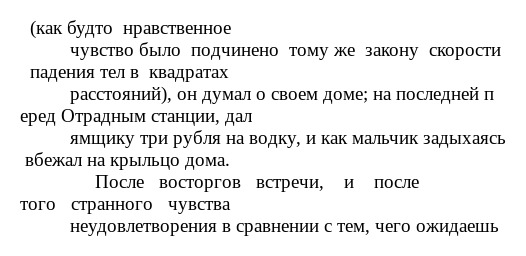 (как будто нравственное
чувство было подчинено тому же закону скорости
падения тел в квадратах
расстояний), он думал о своем доме; на последней п
еред Отрадным станции, дал
ямщику три рубля на водку, и как мальчик задыхаясь
вбежал на крыльцо дома.
После восторгов встречи, и после
того странного чувства
неудовлетворения в сравнении с тем, чего ожидаешь